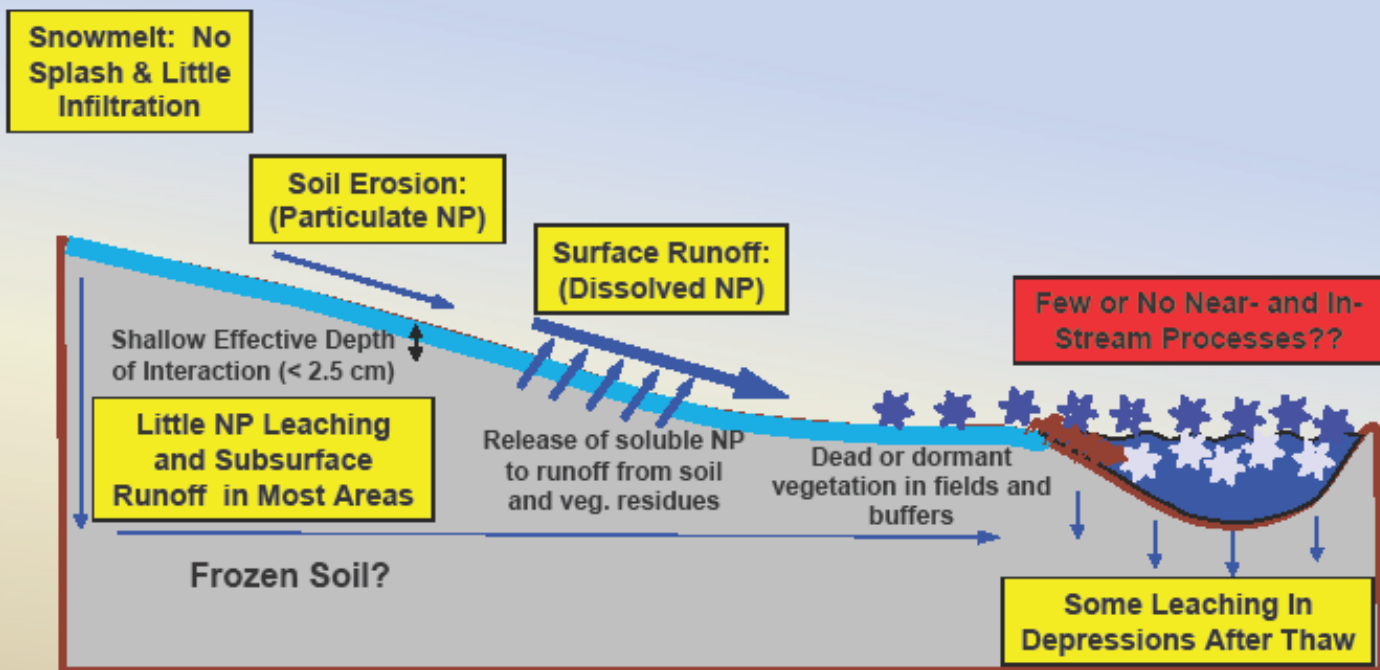 Snowmelt: No
Splash & Little
Infiltration
Soil Erosion:
(Particulate NP)
Surface Runoff:
(Dissolved NP)
Few or No Near- and In-
Stream Processes??
Shallow Effective Depth
of Interaction (< 2.5 cm)
Little NP Leaching
and Subsurface
Runoff in Most Areas
Release of soluble NP
to runoff from soil
and veg. residues
Dead or dormant
vegetation in fields and
buffers
Frozen Soil?
Some Leaching In
Depressions After Thaw